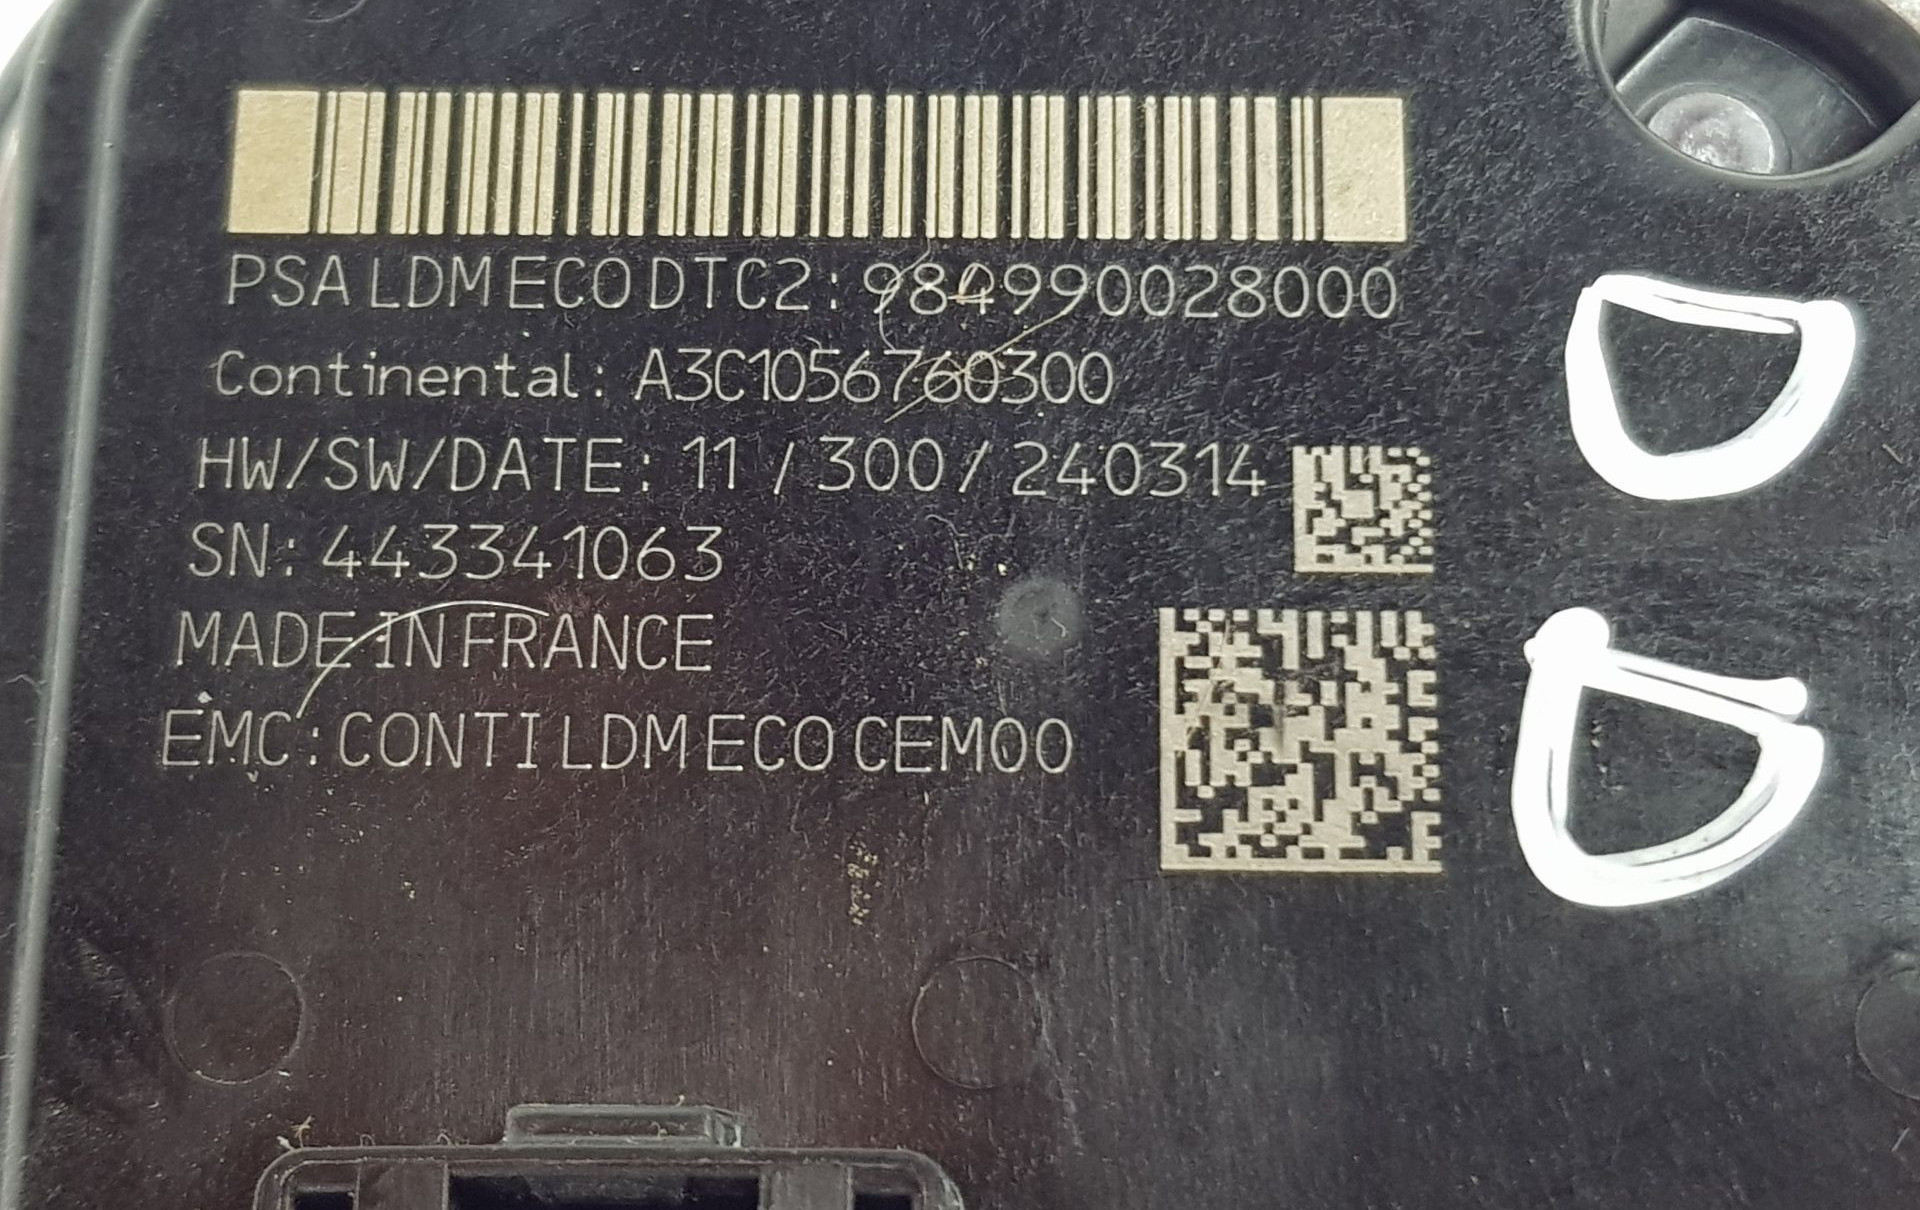 PSA LDM ECO DTC2: 984990028000
Continental: A3C1056760300
HW/SW/DATE: 11 / 300 / 240314
SN: 443341063
MADE IN FRANCE
EMC: CONTI LDM ECO CEM00
D
D